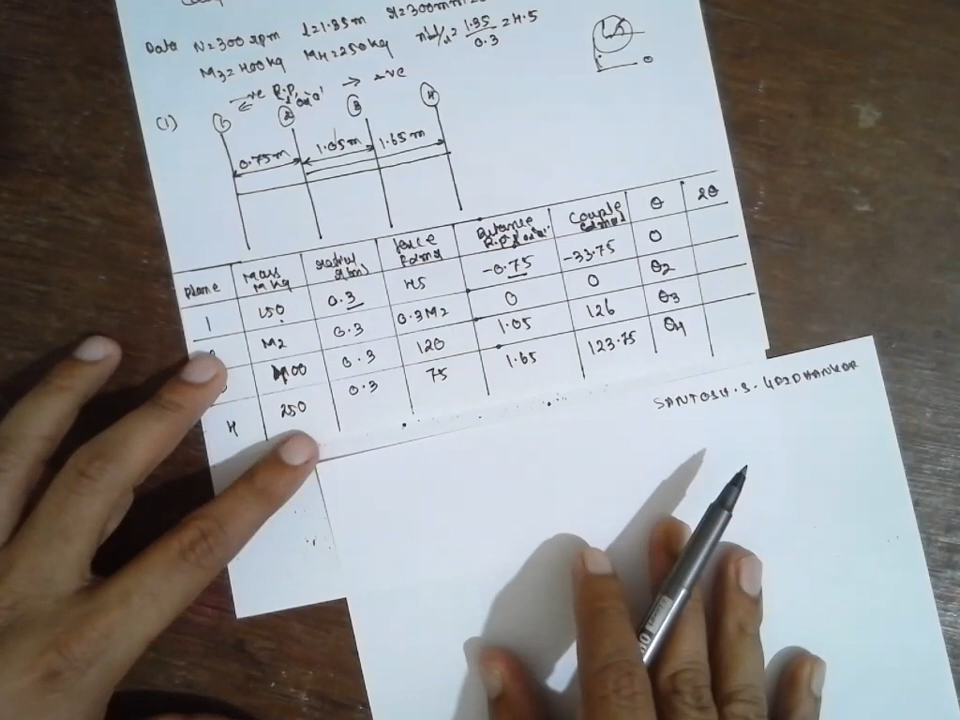 Data N=300 rpm l=1.35m r=300mm
M3=400kg M4=250kg n=l/r=1.35/0.3=4.5
-ve R.P. → +ve
(1) 1 2 3 4
0.75m 1.05m 1.65m
Plane Mass M kg radius r(m) force Distance R.P. Couple θ 2θ
1 150 0.3 45 -0.75 -33.75 0
M2 0.3 0.3M2 0 0 θ2
400 0.3 120 1.05 126 θ3
4 250 0.3 75 1.65 123.75 θ4
SANTOSH.S.